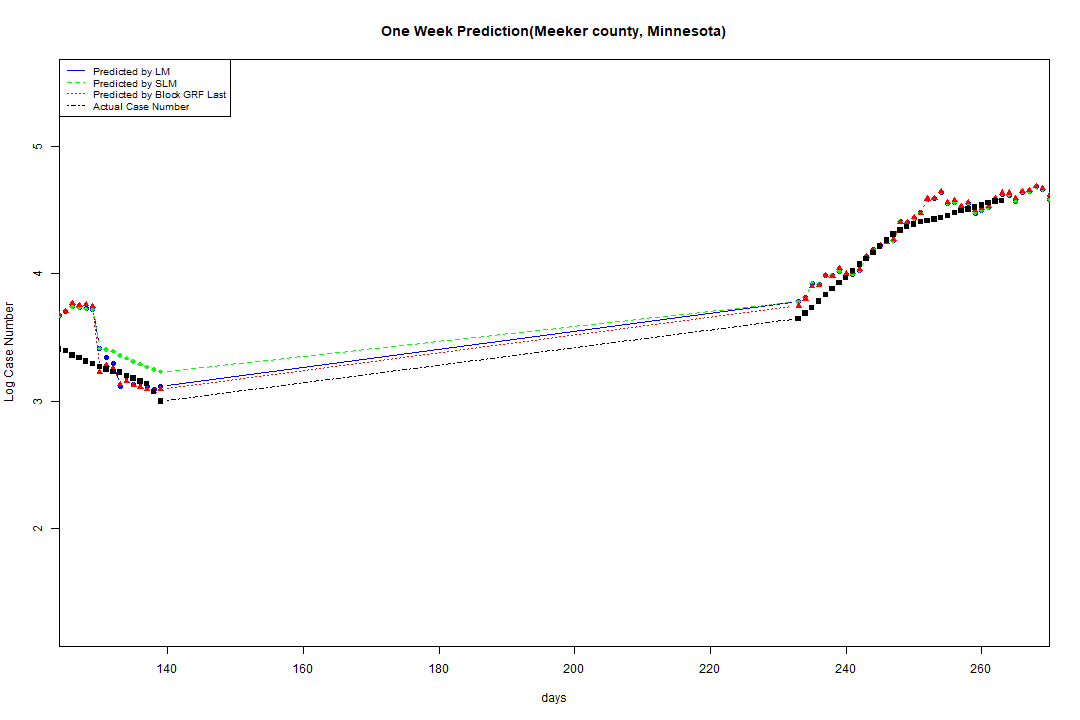 One Week Prediction(Meeker county, Minnesota)
Predicted by LM
Predicted by SLM
Predicted by Block GRF Last
Actual Case Number
Log Case Number
5
4
3
2
140 160 180 200 220 240 260
days